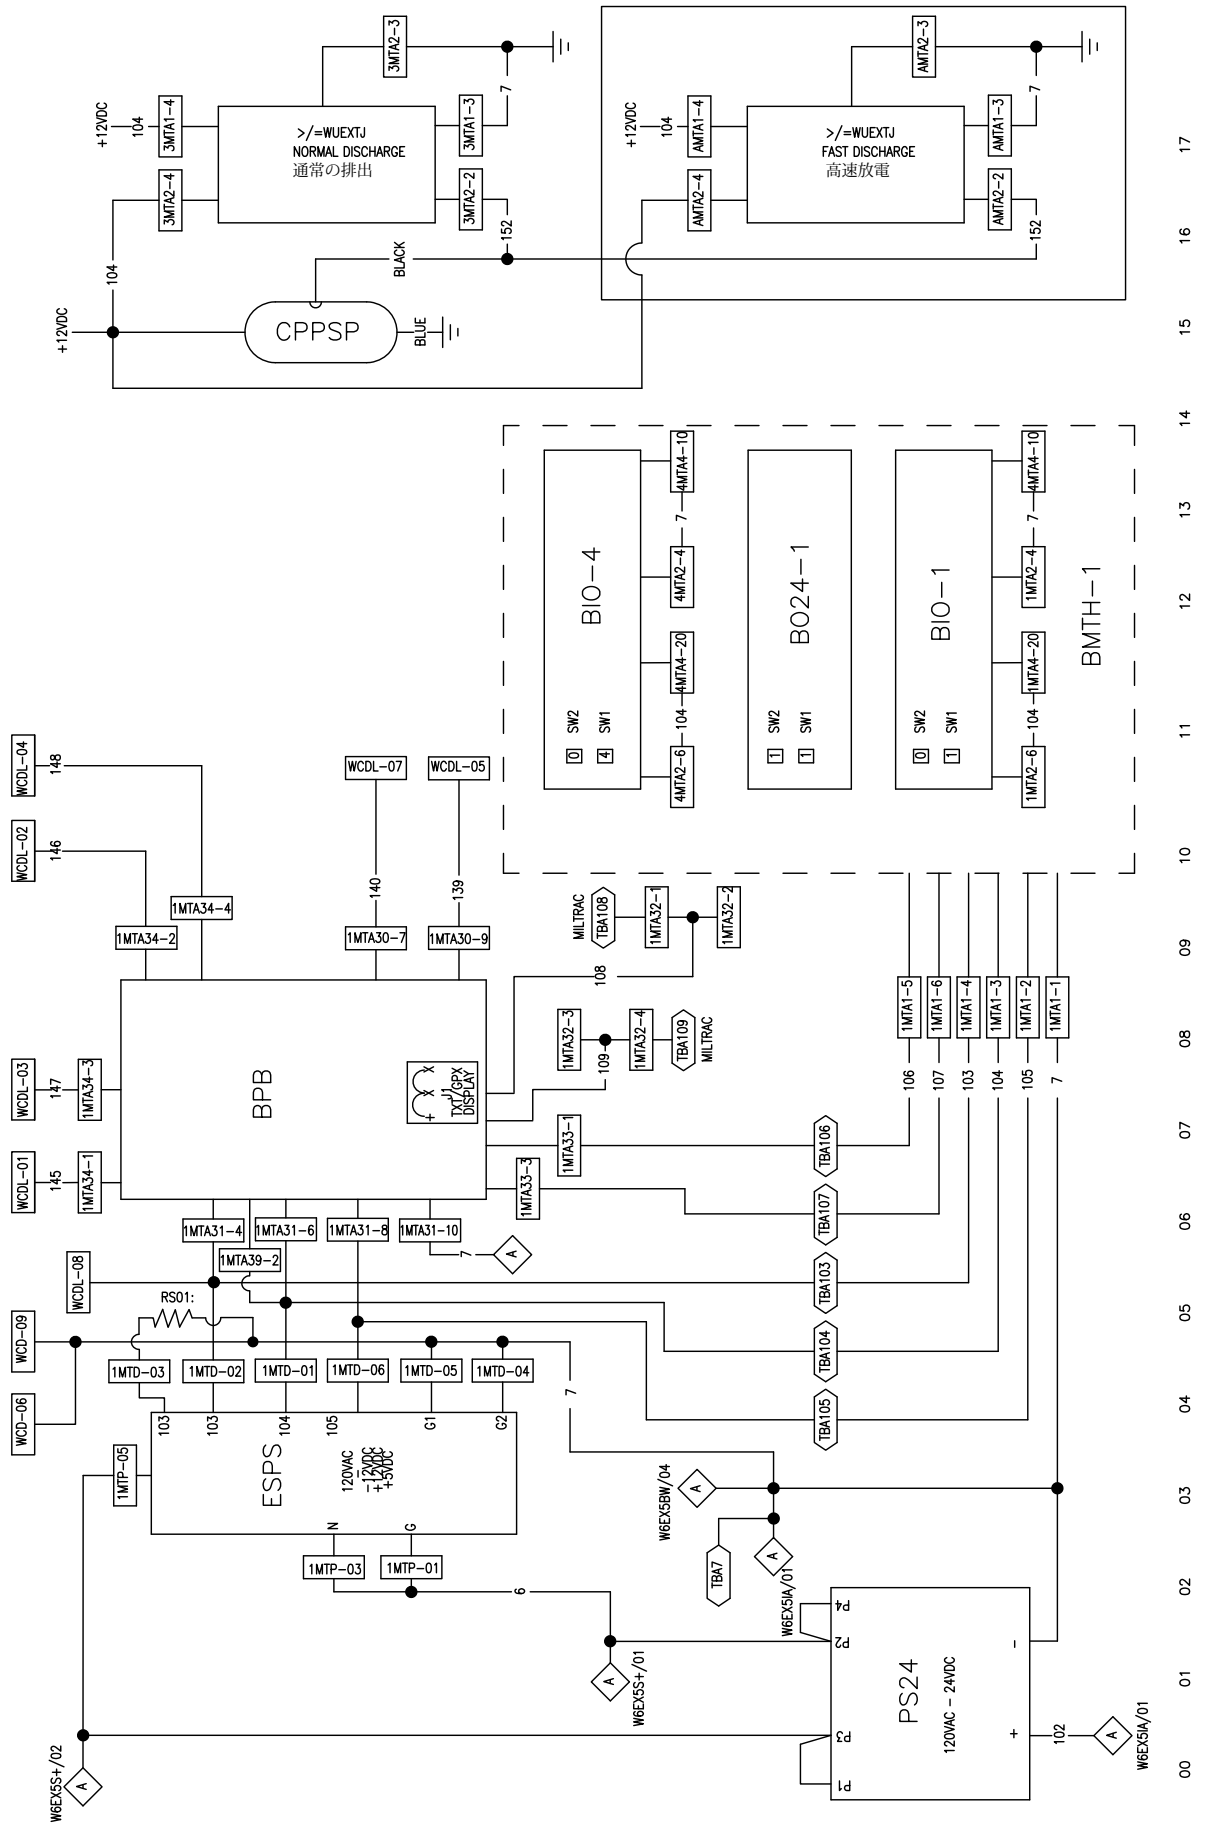 3MTA2-3
AMTA2-3
+12VDC
104
3MTA1-4
>/=WUEXTJ
NORMAL DISCHARGE
通常の排出
3MTA1-3
7
3MTA2-4
3MTA2-2
152
+12VDC
104
AMTA1-4
>/=WUEXTJ
FAST DISCHARGE
高速放電
AMTA1-3
7
AMTA2-4
AMTA2-2
152
17
16
104
BLACK
+12VDC
CPPSP
BLUE
15
14
BIO-4
4MTA4-10
7
4MTA2-4
4MTA4-20
104
4MTA2-6
0 SW2
4 SW1
BO24-1
1 SW2
1 SW1
BIO-1
4MTA4-10
7
1MTA2-4
1MTA4-20
104
1MTA2-6
0 SW2
1 SW1
BMTH-1
13
12
11
10
WCDL-04
148
WCDL-02
146
WCDL-07
WCDL-05
140
139
1MTA34-4
1MTA34-2
1MTA30-7
1MTA30-9
MILTRAC
TBA108
1MTA32-1
1MTA32-2
108
09
WCDL-03
147
1MTA34-3
BPB
J1
TXT/GPX
DISPLAY
+ X X
1MTA32-3
109
1MTA32-4
TBA109
MILTRAC
1MTA1-5
1MTA1-6
1MTA1-4
1MTA1-3
1MTA1-2
1MTA1-1
106
107
103
104
105
7
08
WCDL-01
145
1MTA34-1
1MTA33-1
1MTA33-3
TBA106
07
1MTA31-4
1MTA39-2
1MTA31-6
1MTA31-8
1MTA31-10
7
A
TBA107
06
WCDL-08
RS01:
TBA103
WCD-09
05
1MTD-03
1MTD-02
1MTD-01
1MTD-06
1MTD-05
1MTD-04
7
TBA104
WCD-06
103
103
104
105
G1
G2
TBA105
04
1MTP-05
ESPS
120VAC
-12VDC
+12VDC
+5VDC
N
G
W6EX5BW/04
A
03
1MTP-03
1MTP-01
6
TBA7
A
W6EX5IA/01
02
A
W6EX5S+/01
P4
P2
P3
P1
PS24
120VAC - 24VDC
-
+
102
A
W6EX5IA/01
01
W6EX5S+/02
A
00